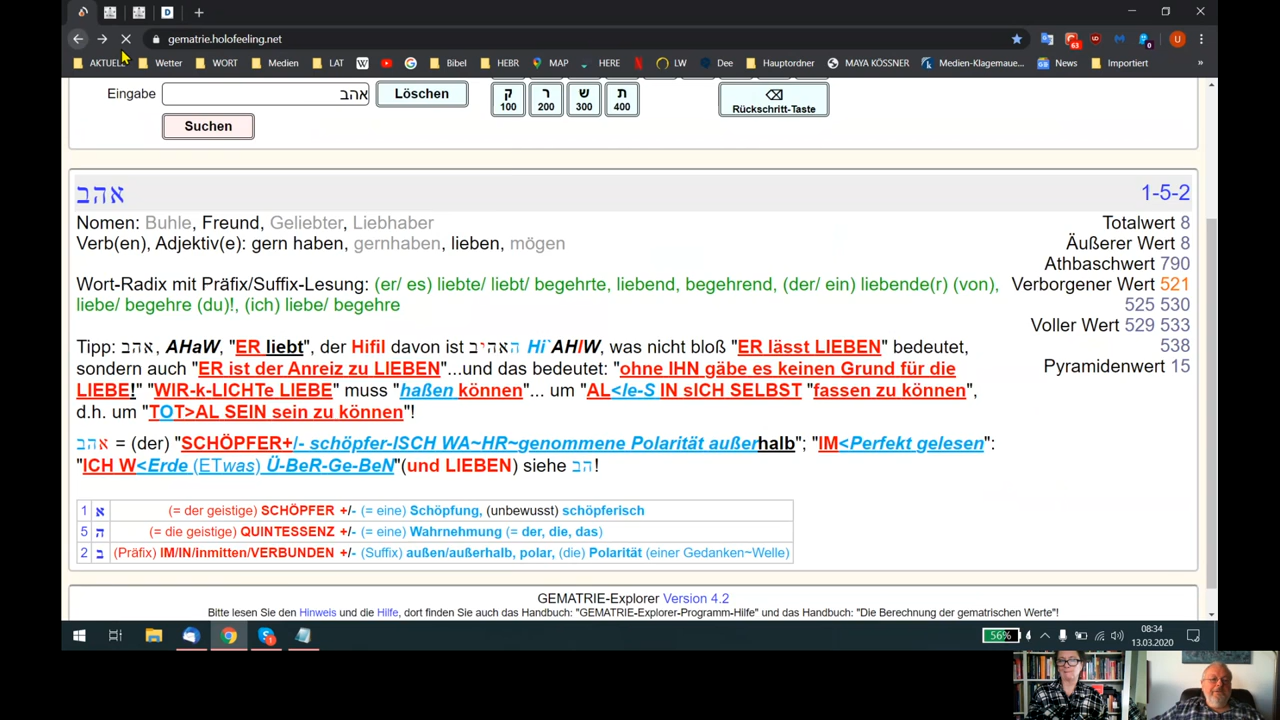 gematrie.holofeeling.net
63
0
U
AKTUELL
Wetter
WORT
Medien
LAT
Bibel
HEBR
MAP
HERE
LW
Dee
Hauptordner
MAYA KÖSSNER
Medien-Klagemaue...
News
Importiert
»
Eingabe
אהב
Löschen
ק ר ש ת
100 200 300 400
Rückschritt-Taste
Suchen
אהב 1-5-2
Nomen: Buhle, Freund, Geliebter, Liebhaber Totalwert 8
Verb(en), Adjektiv(e): gern haben, gernhaben, lieben, mögen Äußerer Wert 8
Athbaschwert 790
Wort-Radix mit Präfix/Suffix-Lesung: (er/ es) liebte/ liebt/ begehrte, liebend, begehrend, (der/ ein) liebende(r) (von), Verborgener Wert 521
liebe/ begehre (du)!, (ich) liebe/ begehre 525 530
Voller Wert 529 533
Tipp: אהב, AHaW, "ER liebt", der Hifil davon ist האהיב Hi`AHIW, was nicht bloß "ER lässt LIEBEN" bedeutet, 538
sondern auch "ER ist der Anreiz zu LIEBEN"...und das bedeutet: "ohne IHN gäbe es keinen Grund für die Pyramidenwert 15
LIEBE!" "WIR-k-LICHTe LIEBE" muss "haßen können"... um "AL<le-S IN sICH SELBST "fassen zu können",
d.h. um "TOT>AL SEIN sein zu können"!
אהב = (der) "SCHÖPFER+/- schöpfer-ISCH WA~HR~genommene Polarität außerhalb"; "IM<Perfekt gelesen":
"ICH W<Erde (ETwas) Ü-BeR-Ge-BeN"(und LIEBEN) siehe הב!
1 א (= der geistige) SCHÖPFER +/- (= eine) Schöpfung, (unbewusst) schöpferisch
5 ה (= die geistige) QUINTESSENZ +/- (= eine) Wahrnehmung (= der, die, das)
2 ב (Präfix) IM/IN/inmitten/VERBUNDEN +/- (Suffix) außen/außerhalb, polar, (die) Polarität (einer Gedanken~Welle)
GEMATRIE-Explorer Version 4.2
Bitte lesen Sie den Hinweis und die Hilfe, dort finden Sie auch das Handbuch: "GEMATRIE-Explorer-Programm-Hilfe" und das Handbuch: "Die Berechnung der gematrischen Werte"!
56%
08:34
13.03.2020